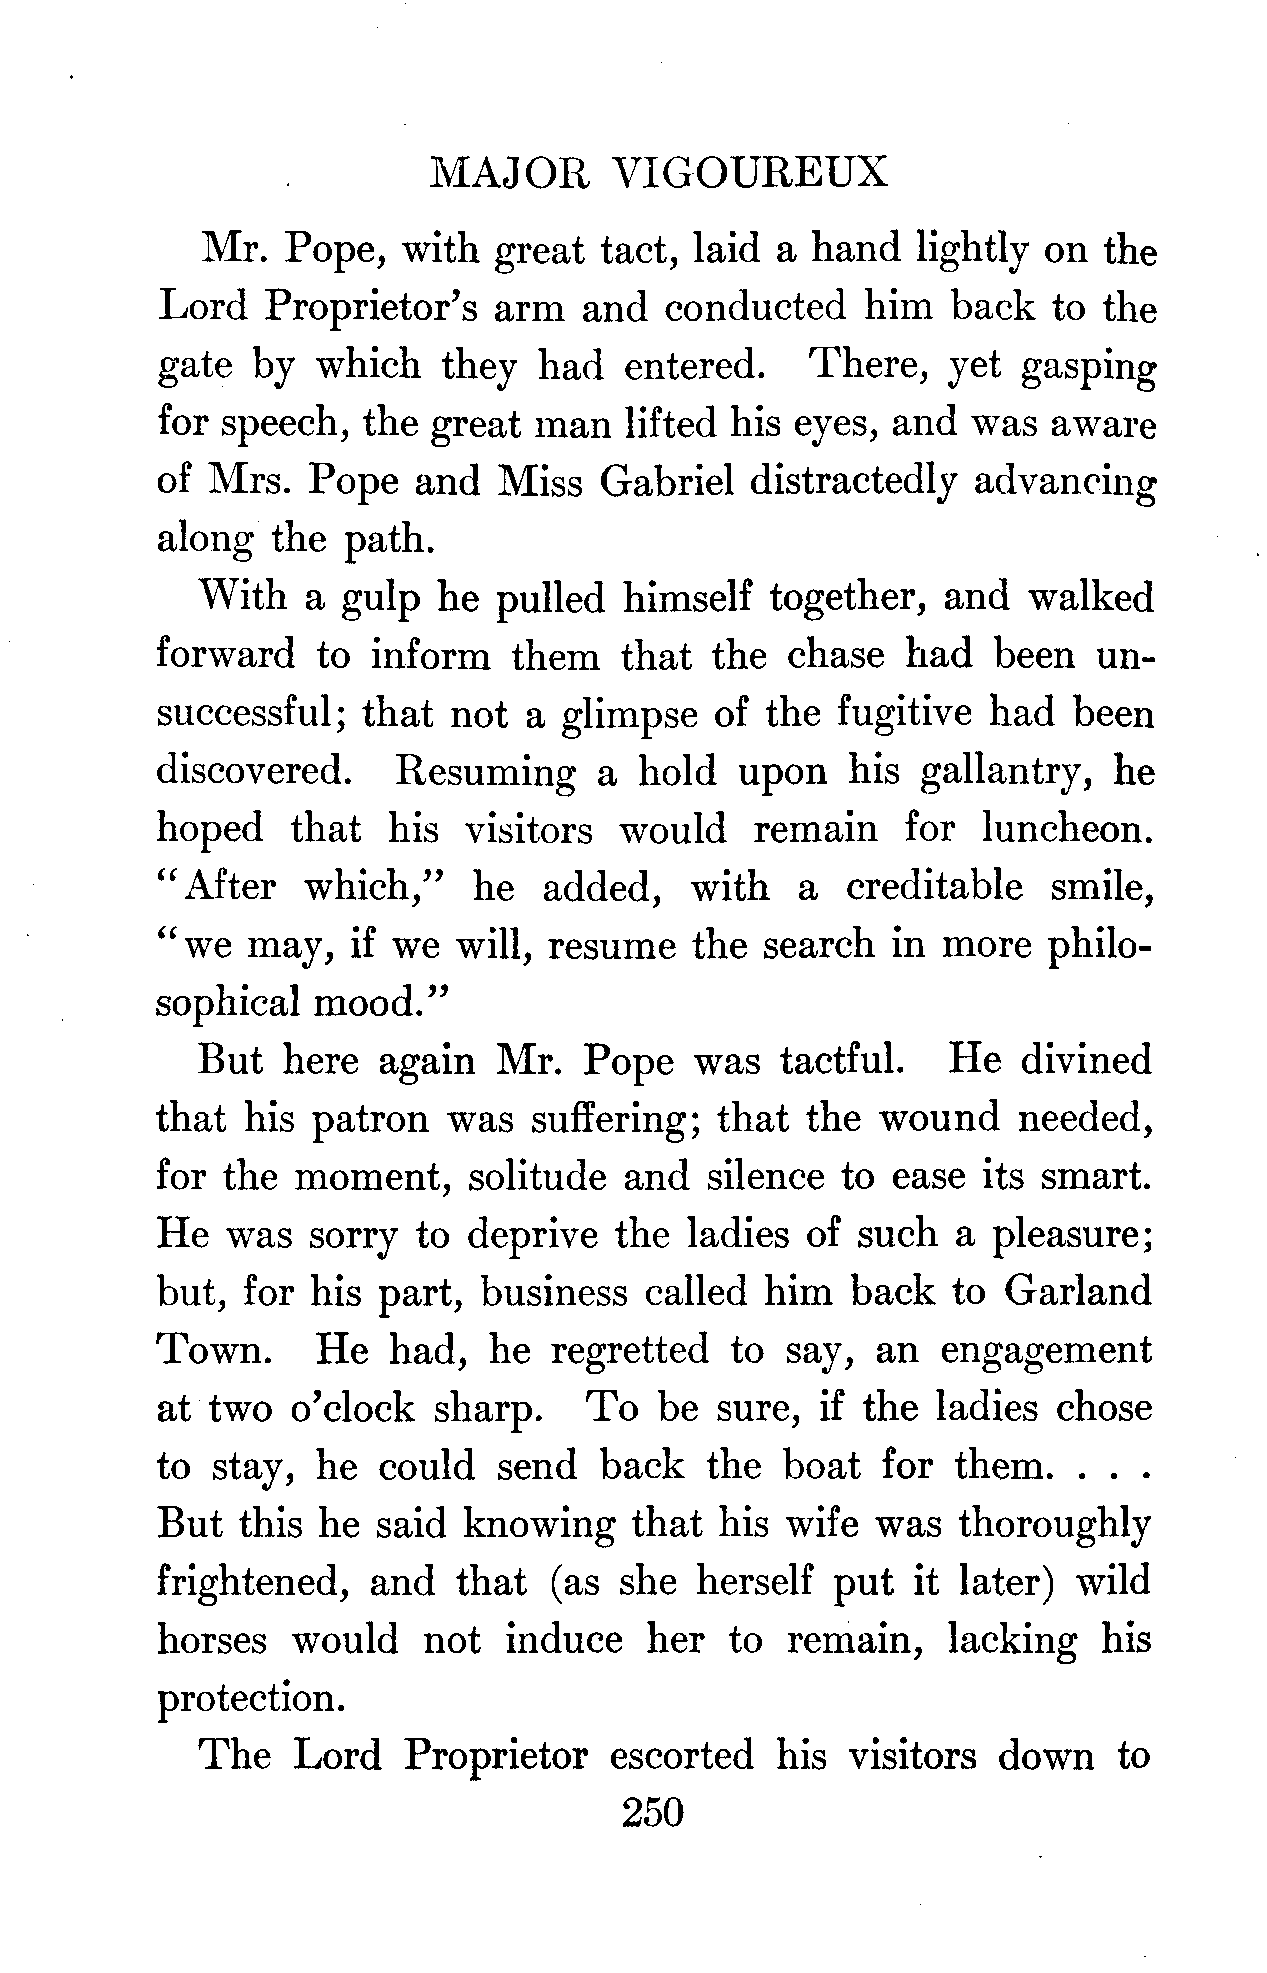 MAJOR VIGOUREUX
Mr. Pope, with great tact, laid a hand lightly on the
Lord Proprietor's arm and conducted him back to the
gate by which they had entered. There, yet gasping
for speech, the great man lifted his eyes, and was aware
of Mrs. Pope and Miss Gabriel distractedly advancing
along the path.
With a gulp he pulled himself together, and walked
forward to inform them that the chase had been un-
successful; that not a glimpse of the fugitive had been
discovered. Resuming a hold upon his gallantry, he
hoped that his visitors would remain for luncheon.
"After which," he added, with a creditable smile,
"we may, if we will, resume the search in more philo-
sophical mood."
But here again Mr. Pope was tactful. He divined
that his patron was suffering; that the wound needed,
for the moment, solitude and silence to ease its smart.
He was sorry to deprive the ladies of such a pleasure;
but, for his part, business called him back to Garland
Town. He had, he regretted to say, an engagement
at two o'clock sharp. To be sure, if the ladies chose
to stay, he could send back the boat for them. . . .
But this he said knowing that his wife was thoroughly
frightened, and that (as she herself put it later) wild
horses would not induce her to remain, lacking his
protection.
The Lord Proprietor escorted his visitors down to
250